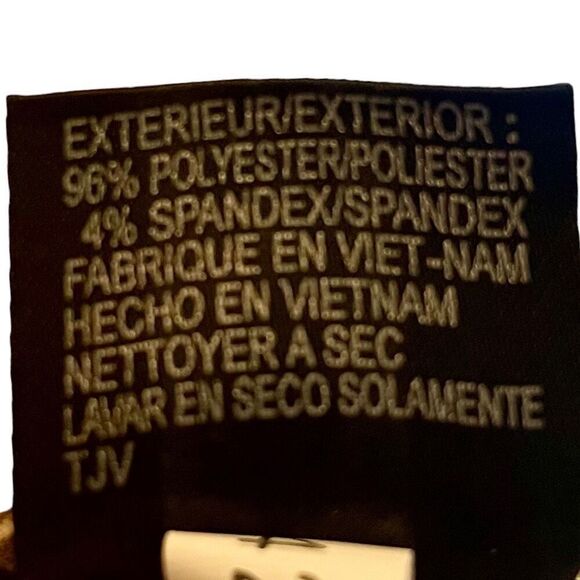 EXTERIEUR/EXTERIOR :
96% POLYESTER/POLIESTER
4% SPANDEX/SPANDEX
FABRIQUE EN VIET-NAM
HECHO EN VIETNAM
NETTOYER A SEC
LAVAR EN SECO SOLAMENTE
TJV